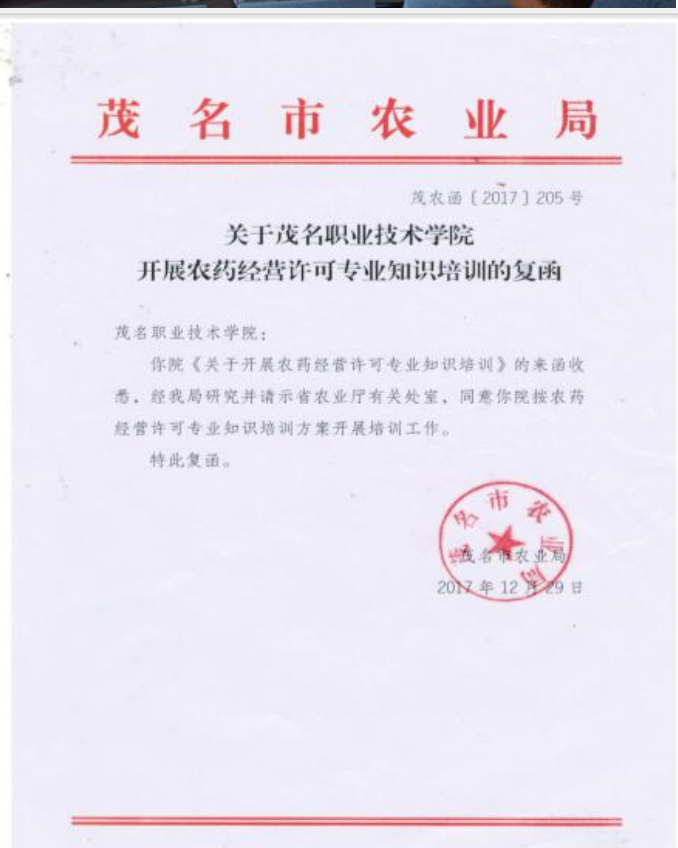 茂名市农业局
茂农函〔2017〕205号
关于茂名职业技术学院
开展农药经营许可专业知识培训的复函
茂名职业技术学院：
你院《关于开展农药经营许可专业知识培训》的来函收
悉，经我局研究并请示省农业厅有关处室，同意你院按农药
经营许可专业知识培训方案开展培训工作。
特此复函。
茂名市农业局
茂名市农业局
2017年12月29日